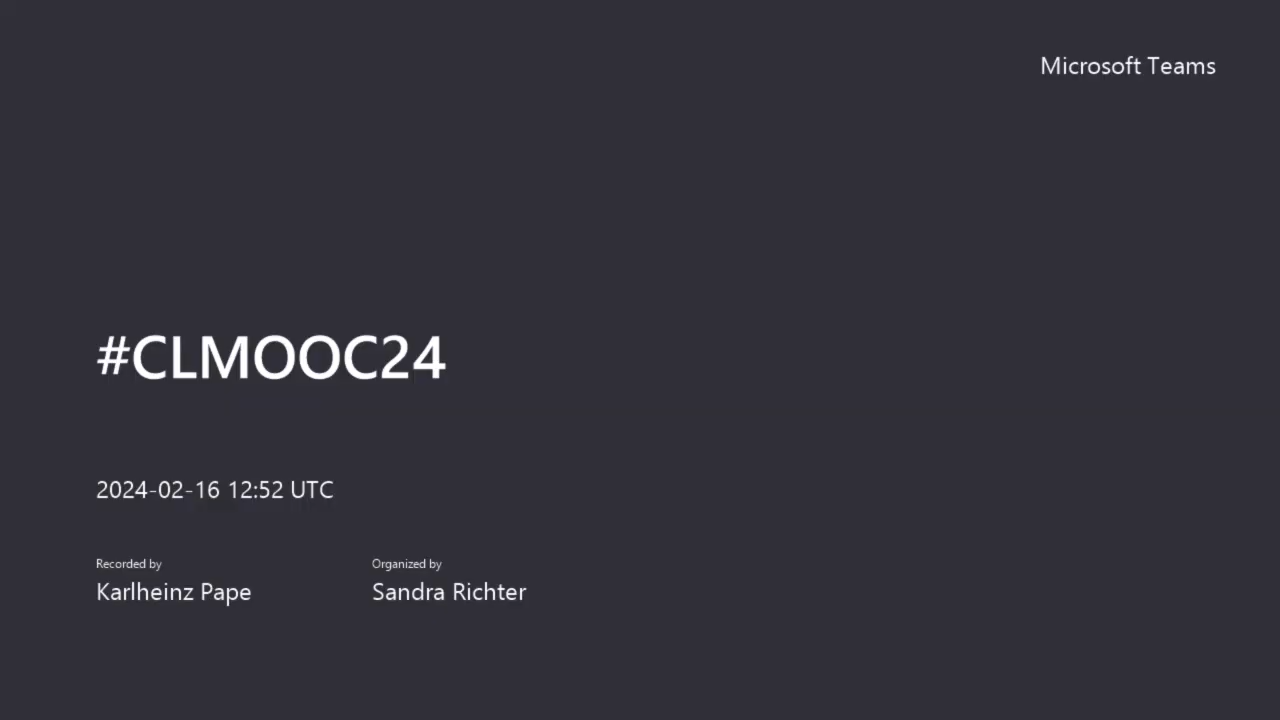 Microsoft Teams
#CLMOOC24
2024-02-16 12:52 UTC
Recorded by
Karlheinz Pape
Organized by
Sandra Richter